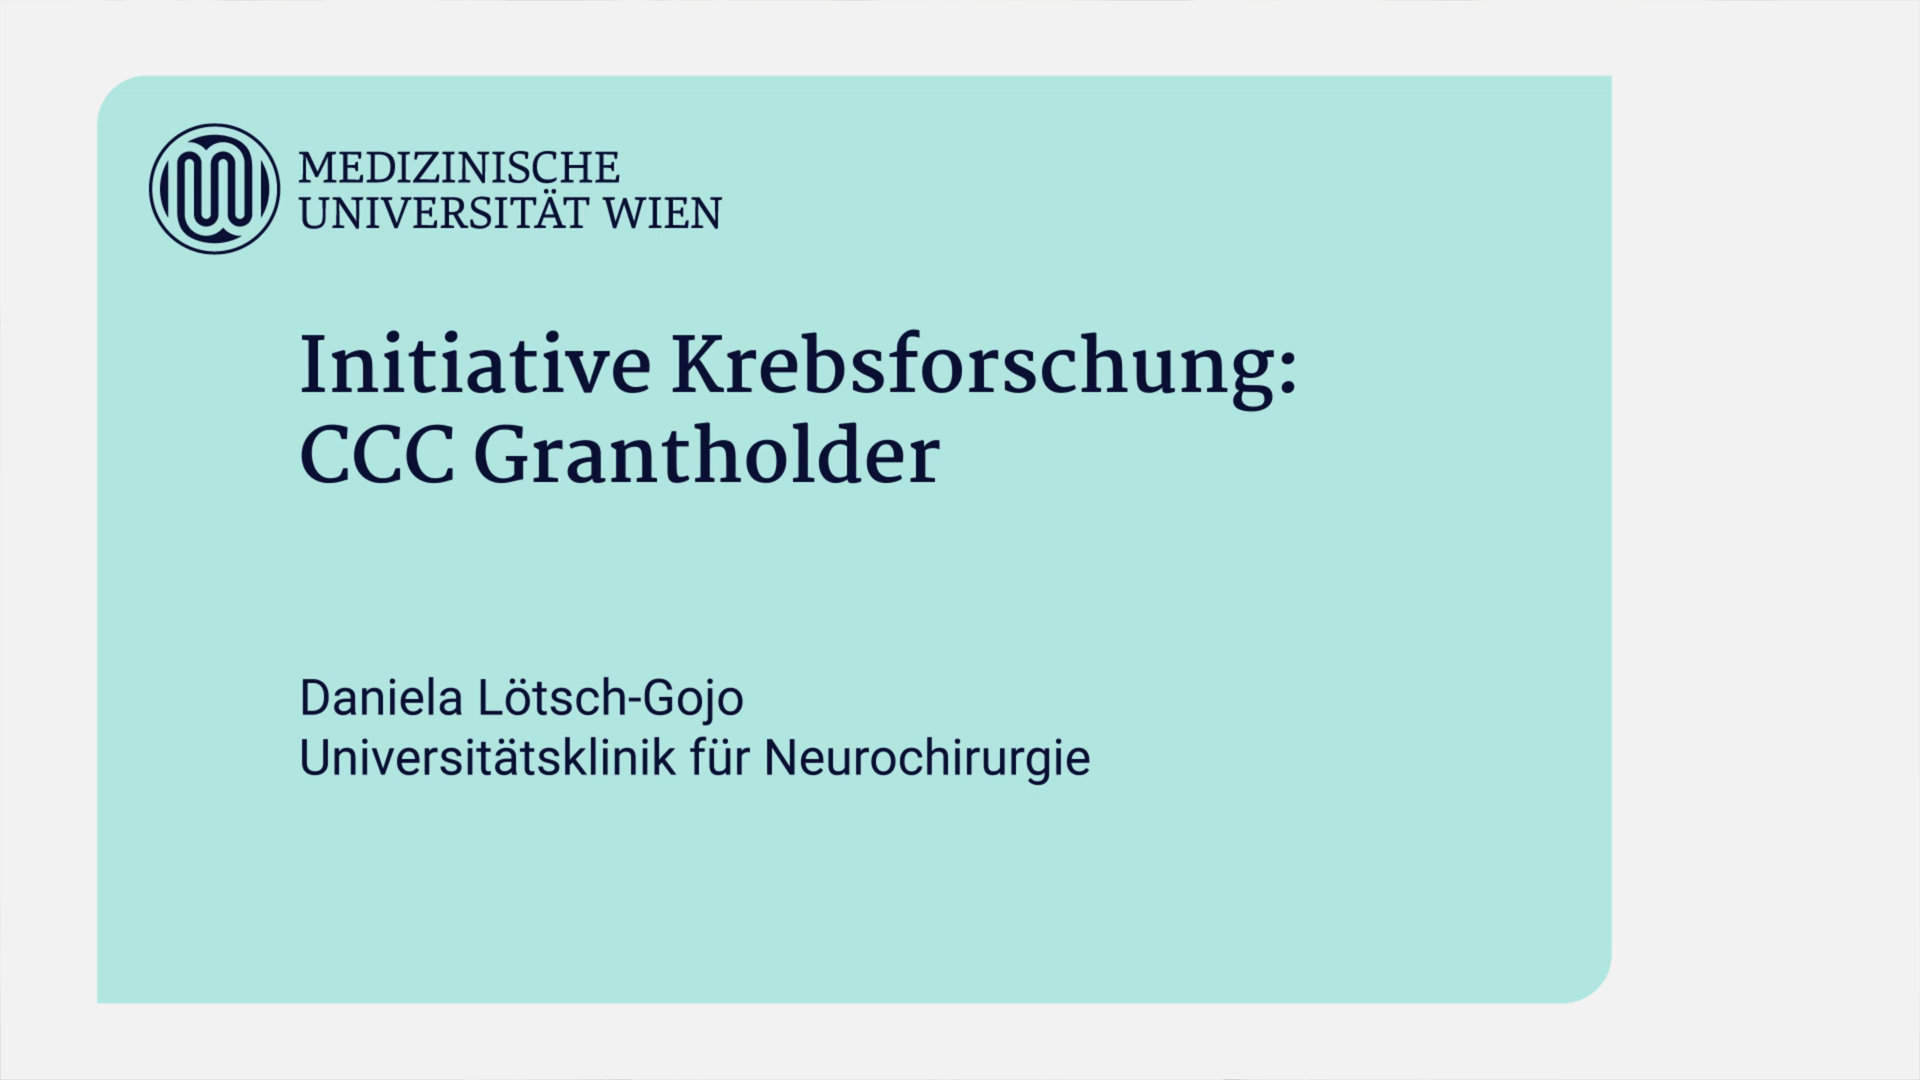 MEDIZINISCHE
UNIVERSITÄT WIEN
Initiative Krebsforschung:
CCC Grantholder
Daniela Lötsch-Gojo
Universitätsklinik für Neurochirurgie